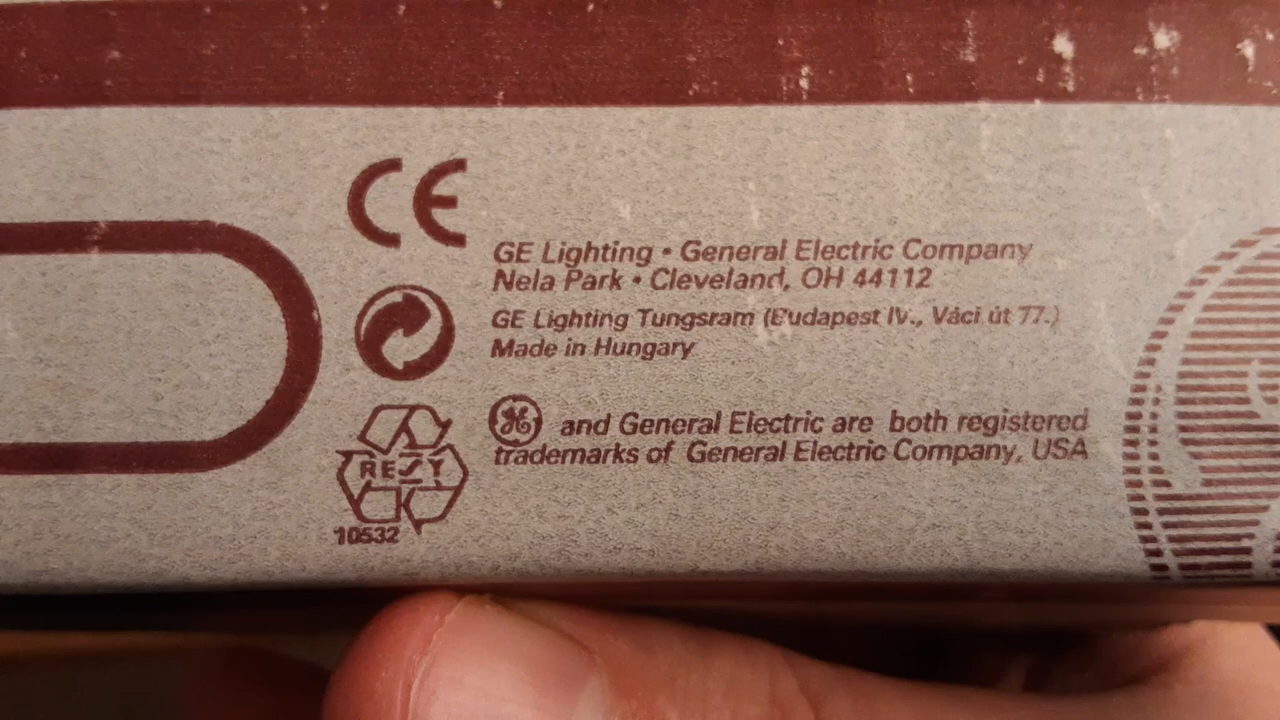 CE
GE Lighting • General Electric Company
Nela Park • Cleveland, OH 44112
GE Lighting Tungsram (Budapest IV., Váci út 77.)
Made in Hungary
GE and General Electric are both registered
trademarks of General Electric Company, USA
RESY
10532